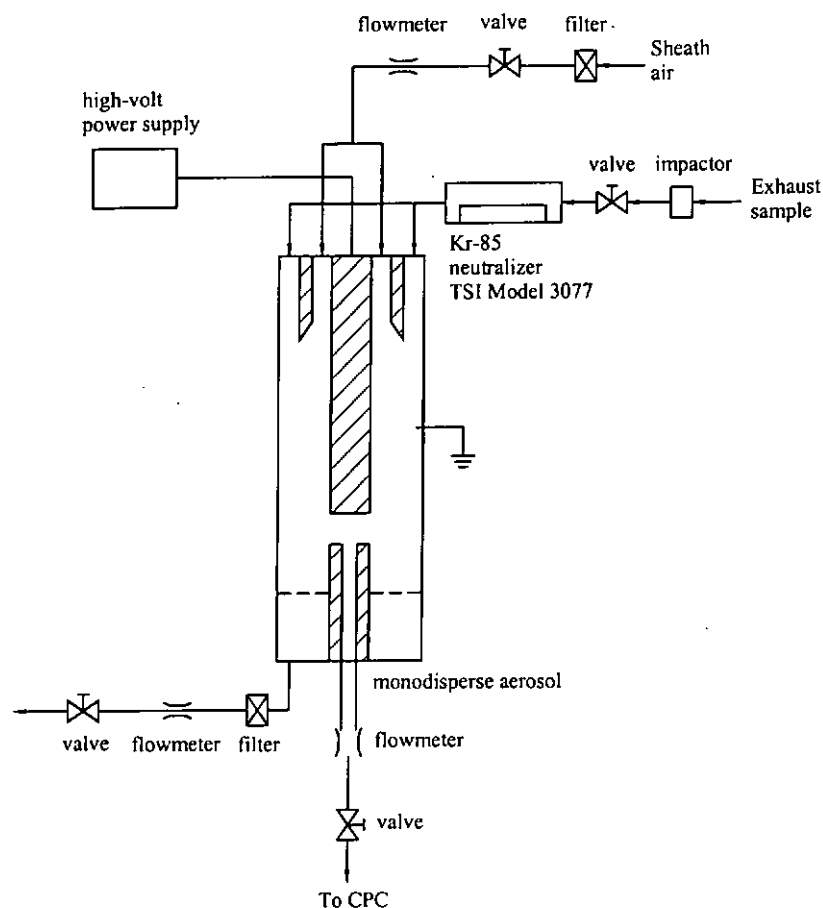 flowmeter
valve
filter
Sheath
air
high-volt
power supply
valve
impactor
Exhaust
sample
Kr-85
neutralizer
TSI Model 3077
monodisperse aerosol
valve
flowmeter
filter
flowmeter
valve
To CPC